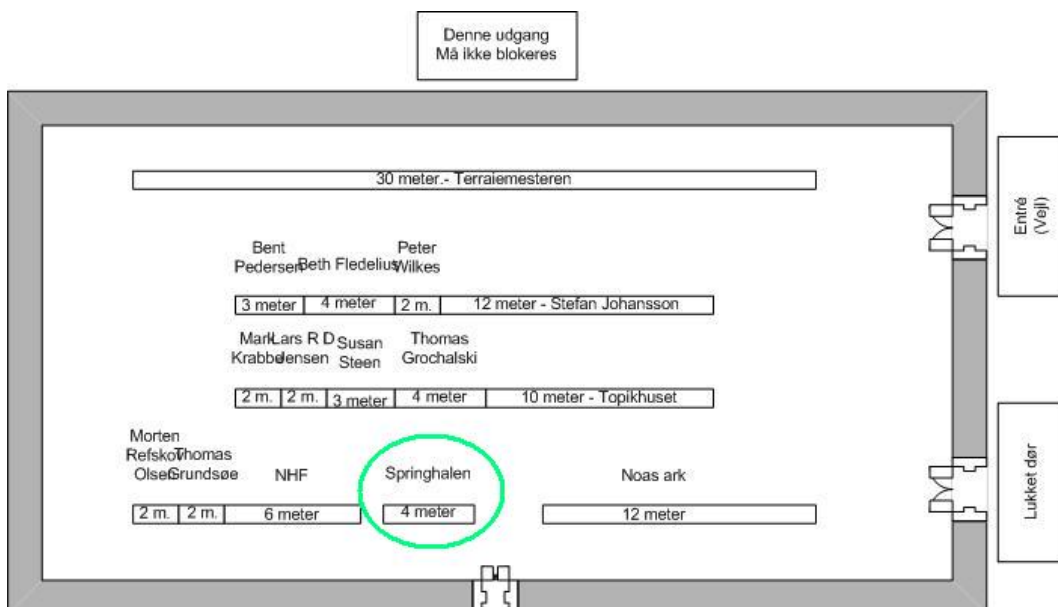 Denne udgang
Må ikke blokeres
30 meter.- Terraiemesteren
Entré
(Vejl)
Bent
Pedersen
Beth Fledelius
Peter
Wilkes
3 meter
4 meter
2 m.
12 meter - Stefan Johansson
Mark
Krabbe
Lars R D
Jensen
Susan
Steen
Thomas
Grochalski
2 m.
2 m.
3 meter
4 meter
10 meter - Topikhuset
Lukket dør
Morten
Refskov
Olsen
Thomas
Grundsøe
NHF
Springhalen
Noas ark
2 m.
2 m.
6 meter
4 meter
12 meter